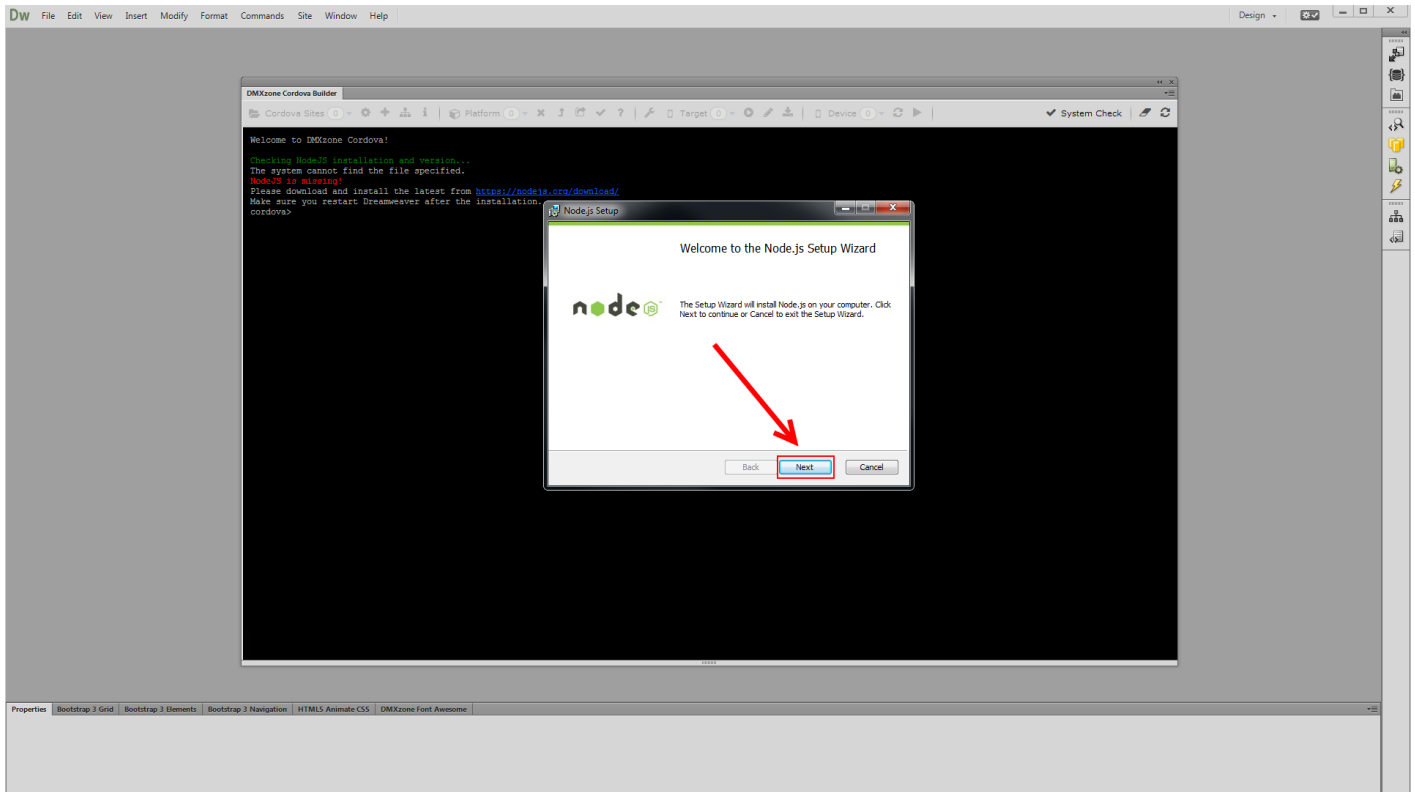 Dw File Edit View Insert Modify Format Commands Site Window Help Design
DMXzone Cordova Builder
Cordova Sites 0 Platform 0 ? Target 0 Device 0 System Check
Welcome to DMXzone Cordova!
Checking NodeJS installation and version...
The system cannot find the file specified.
NodeJS is missing!
Please download and install the latest from https://nodejs.org/download/
Make sure you restart Dreamweaver after the installation.
cordova>
Node.js Setup
Welcome to the Node.js Setup Wizard
node JS
The Setup Wizard will install Node.js on your computer. Click
Next to continue or Cancel to exit the Setup Wizard.
Back Next Cancel
Properties Bootstrap 3 Grid Bootstrap 3 Elements Bootstrap 3 Navigation HTML5 Animate CSS DMXzone Font Awesome